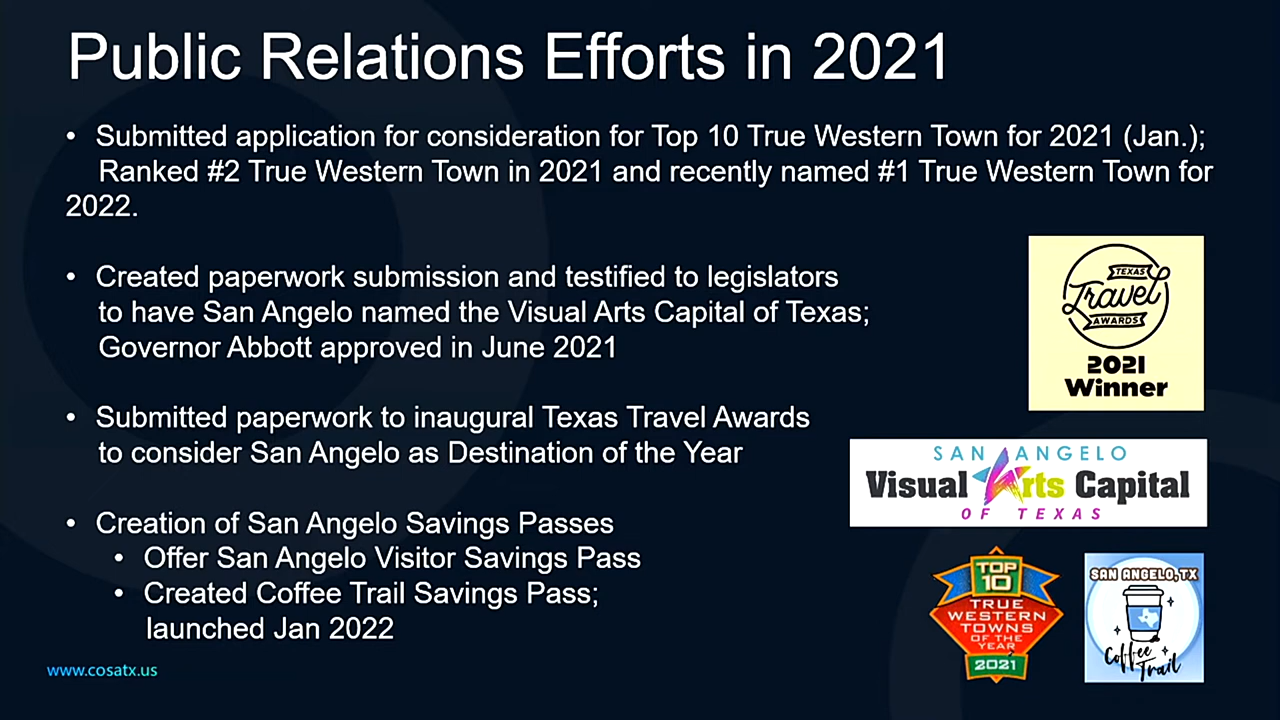 Public Relations Efforts in 2021
• Submitted application for consideration for Top 10 True Western Town for 2021 (Jan.);
Ranked #2 True Western Town in 2021 and recently named #1 True Western Town for
2022.
• Created paperwork submission and testified to legislators
to have San Angelo named the Visual Arts Capital of Texas;
Governor Abbott approved in June 2021
• Submitted paperwork to inaugural Texas Travel Awards
to consider San Angelo as Destination of the Year
• Creation of San Angelo Savings Passes
• Offer San Angelo Visitor Savings Pass
• Created Coffee Trail Savings Pass;
launched Jan 2022
www.cosatx.us
TEXAS
Travel
AWARDS
2021
Winner
SAN ANGELO
Visual Arts Capital
OF TEXAS
TOP
10
TRUE
WESTERN
TOWNS
OF THE
YEAR
2021
SAN ANGELO, TX
Coffee
Trail